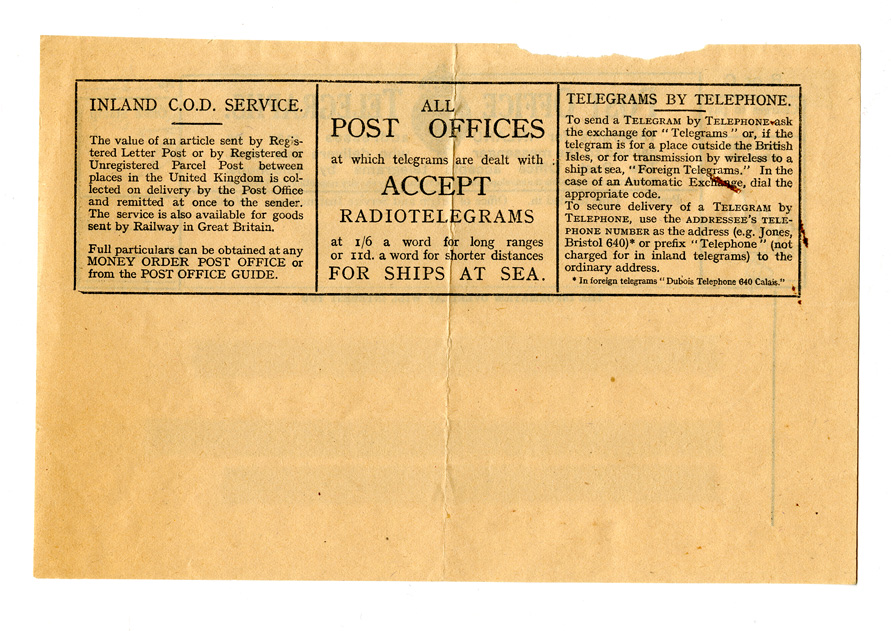 INLAND C.O.D. SERVICE.
The value of an article sent by Regis-
tered Letter Post or by Registered or
Unregistered Parcel Post between
places in the United Kingdom is col-
lected on delivery by the Post Office
and remitted at once to the sender.
The service is also available for goods
sent by Railway in Great Britain.
Full particulars can be obtained at any
MONEY ORDER POST OFFICE or
from the POST OFFICE GUIDE.
ALL
POST OFFICES
at which telegrams are dealt with
ACCEPT
RADIOTELEGRAMS
at 1/6 a word for long ranges
or 11d. a word for shorter distances
FOR SHIPS AT SEA.
TELEGRAMS BY TELEPHONE.
To send a TELEGRAM by TELEPHONE ask
the exchange for "Telegrams" or, if the
telegram is for a place outside the British
Isles, or for transmission by wireless to a
ship at sea, "Foreign Telegrams." In the
case of an Automatic Exchange, dial the
appropriate code.
To secure delivery of a TELEGRAM by
TELEPHONE, use the ADDRESSEE'S TELE-
PHONE NUMBER as the address (e.g. Jones,
Bristol 640)* or prefix "Telephone" (not
charged for in inland telegrams) to the
ordinary address.
* In foreign telegrams "Dubois Telephone 640 Calais."